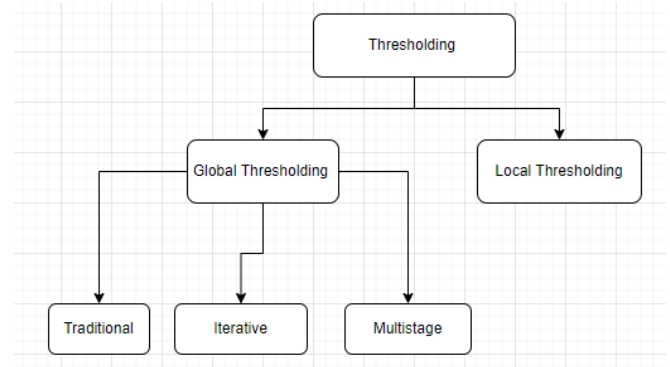 Thresholding
Global Thresholding
Local Thresholding
Traditional
Iterative
Multistage